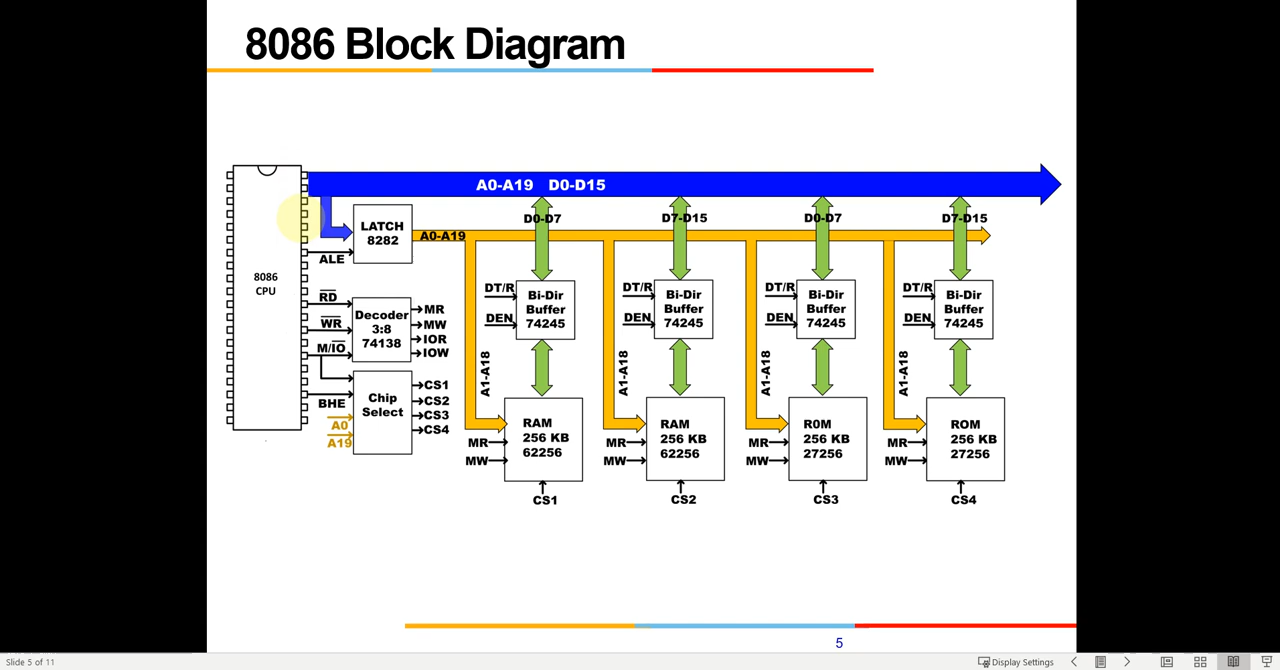 8086 Block Diagram
A0-A19 D0-D15
D0-D7
D7-D15
D0-D7
D7-D15
LATCH
8282
A0-A19
ALE
8086
CPU
RD
WR
M/IO
Decoder
3:8
74138
MR
MW
IOR
IOW
BHE
A0
A19
Chip
Select
CS1
CS2
CS3
CS4
DT/R
DEN
Bi-Dir
Buffer
74245
DT/R
DEN
Bi-Dir
Buffer
74245
DT/R
DEN
Bi-Dir
Buffer
74245
DT/R
DEN
Bi-Dir
Buffer
74245
A1-A18
A1-A18
A1-A18
A1-A18
RAM
256 KB
62256
MR
MW
CS1
RAM
256 KB
62256
MR
MW
CS2
R0M
256 KB
27256
MR
MW
CS3
ROM
256 KB
27256
MR
MW
CS4
5
Slide 5 of 11
Display Settings